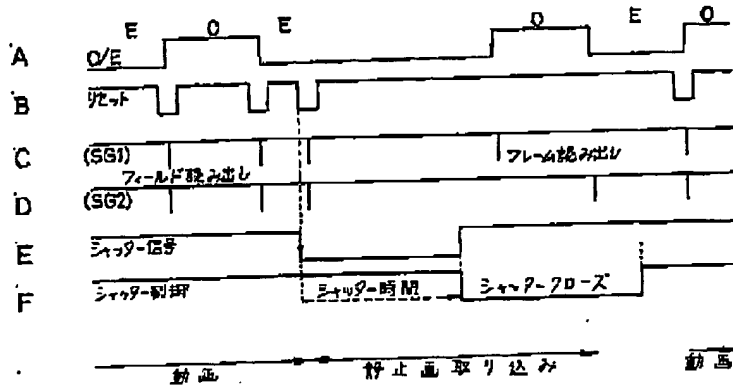 E O E O E O
A O/E
B リセット
C (SG1) フレーム読み出し
フィールド読み出し
D (SG2)
E シャッター信号
F シャッター制御 シャッター時間 シャッタークローズ
動画 静止画取り込み 動画